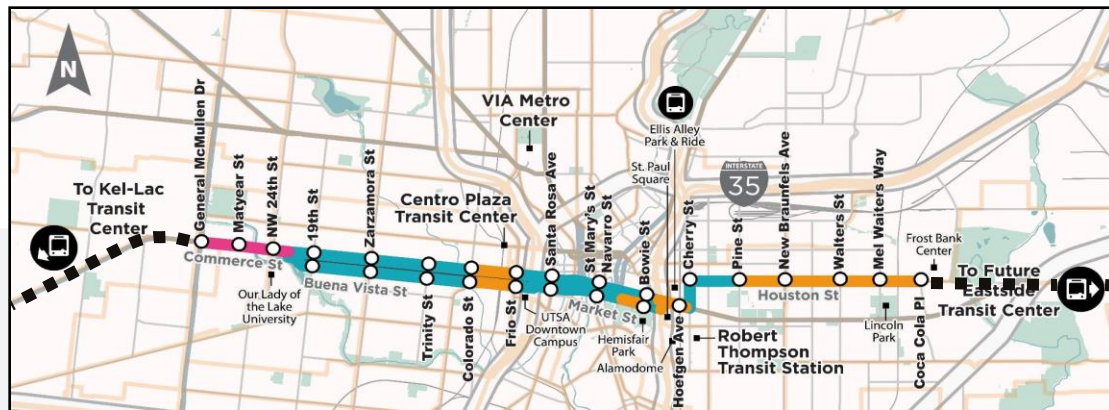 N
VIA Metro
Center
Ellis Alley
Park & Ride
St. Paul
Square
INTERSTATE
35
To Kel-Lac
Transit
Center
General McMullen Dr
Matyear St
NW 24th St
19th St
Zarzamora St
Centro Plaza
Transit Center
Santa Rosa Ave
St Mary's St
Navarro St
Bowie St
Cherry St
Pine St
New Braunfels Ave
Walters St
Mel Waiters Way
Frost Bank
Center
To Future
Eastside
Transit Center
Commerce St
Buena Vista St
Market St
Houston St
Our Lady of
the Lake
University
Trinity St
Colorado St
Frio St
UTSA
Downtown
Campus
Hemisfair
Park
Alamodome
Hoefgen Ave
Robert
Thompson
Transit Station
Lincoln
Park
Coca Cola Pl